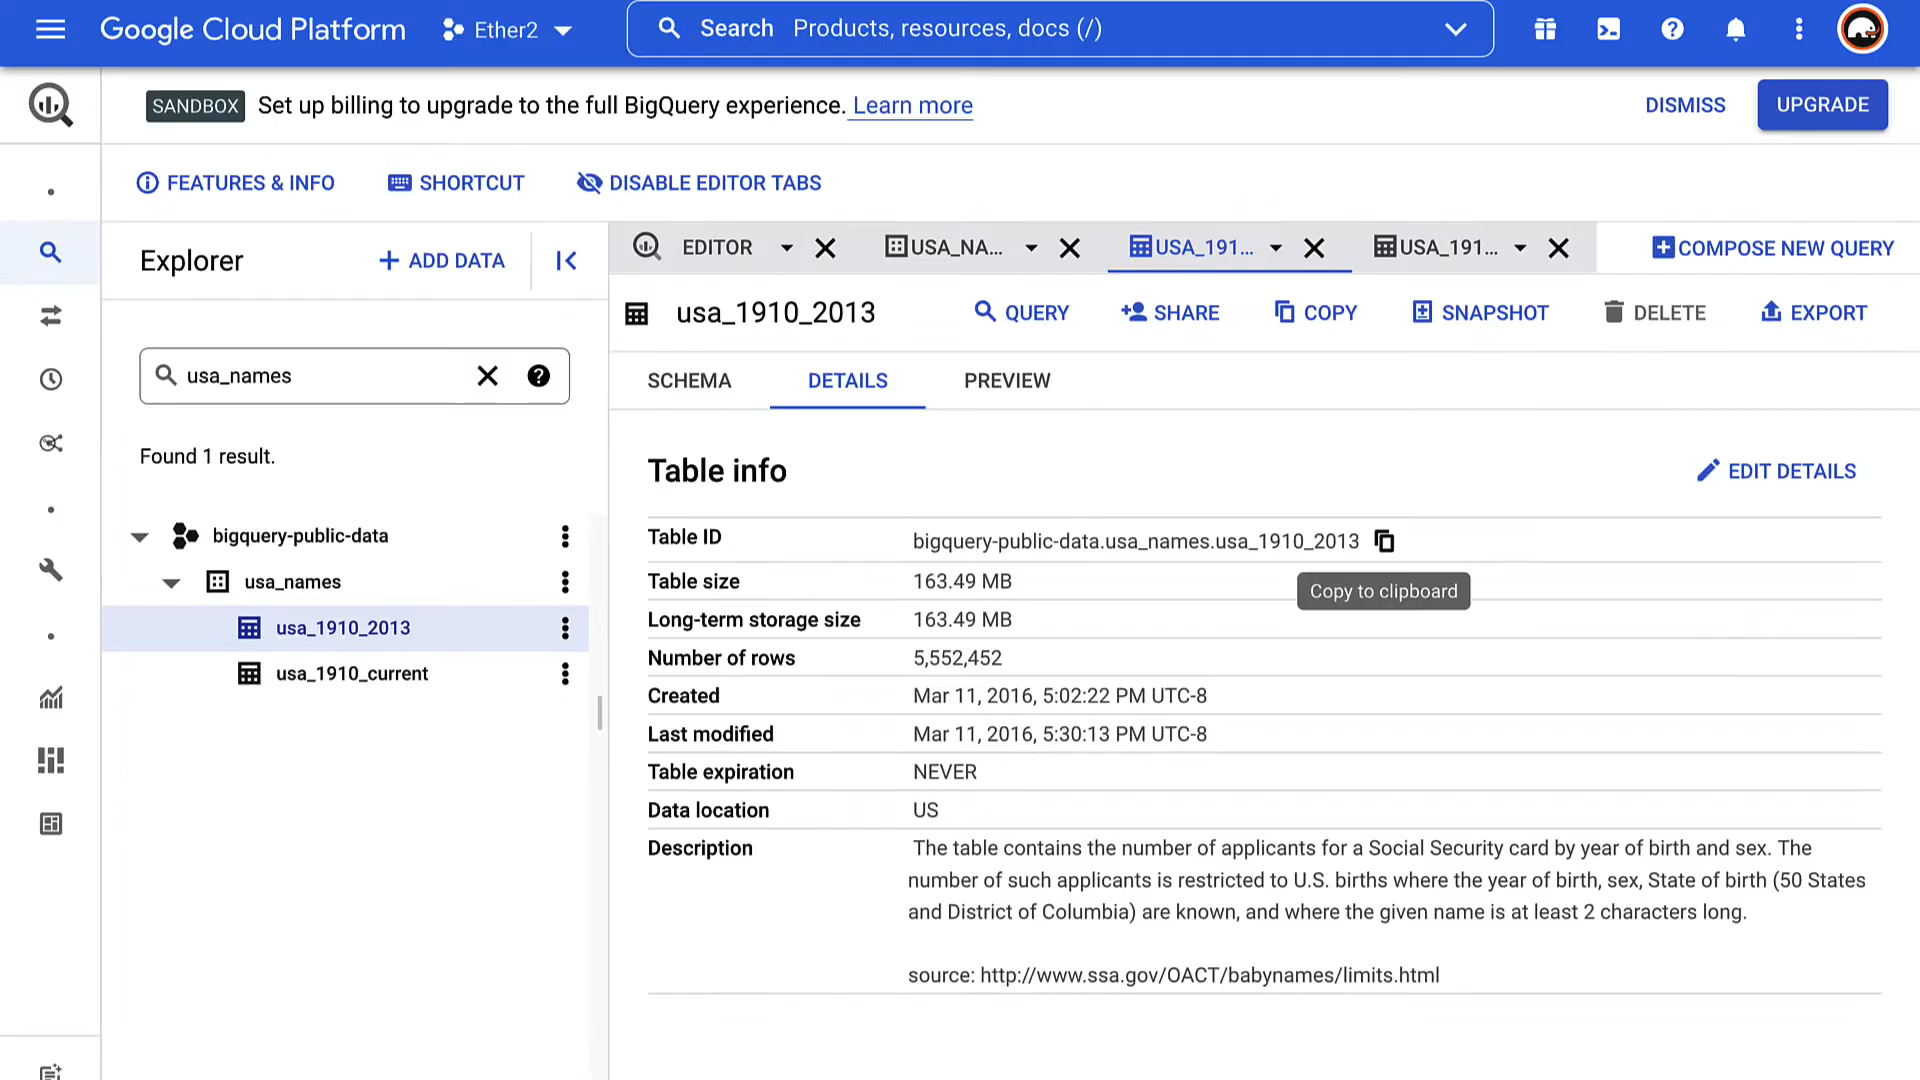 Google Cloud Platform
Ether2
Search Products, resources, docs (/)
SANDBOX Set up billing to upgrade to the full BigQuery experience. Learn more
DISMISS
UPGRADE
FEATURES & INFO
SHORTCUT
DISABLE EDITOR TABS
Explorer
+ ADD DATA
EDITOR
USA_NA...
USA_191...
USA_191...
COMPOSE NEW QUERY
usa_1910_2013
QUERY
SHARE
COPY
SNAPSHOT
DELETE
EXPORT
usa_names
SCHEMA
DETAILS
PREVIEW
Found 1 result.
bigquery-public-data
usa_names
usa_1910_2013
usa_1910_current
Table info
EDIT DETAILS
Table ID bigquery-public-data.usa_names.usa_1910_2013
Table size 163.49 MB
Copy to clipboard
Long-term storage size 163.49 MB
Number of rows 5,552,452
Created Mar 11, 2016, 5:02:22 PM UTC-8
Last modified Mar 11, 2016, 5:30:13 PM UTC-8
Table expiration NEVER
Data location US
Description The table contains the number of applicants for a Social Security card by year of birth and sex. The
number of such applicants is restricted to U.S. births where the year of birth, sex, State of birth (50 States
and District of Columbia) are known, and where the given name is at least 2 characters long.
source: http://www.ssa.gov/OACT/babynames/limits.html